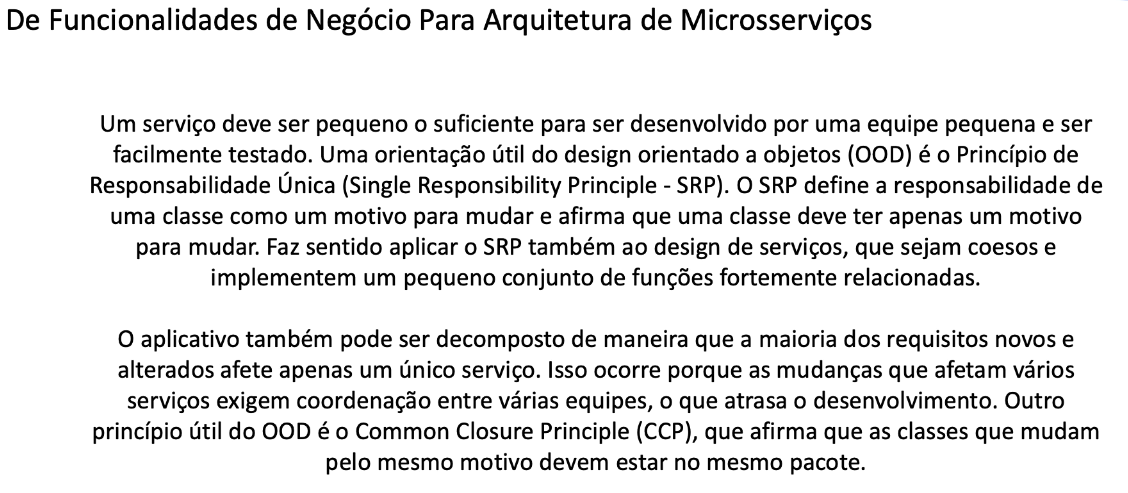 De Funcionalidades de Negócio Para Arquitetura de Microsserviços
Um serviço deve ser pequeno o suficiente para ser desenvolvido por uma equipe pequena e ser
facilmente testado. Uma orientação útil do design orientado a objetos (OOD) é o Princípio de
Responsabilidade Única (Single Responsibility Principle - SRP). O SRP define a responsabilidade de
uma classe como um motivo para mudar e afirma que uma classe deve ter apenas um motivo
para mudar. Faz sentido aplicar o SRP também ao design de serviços, que sejam coesos e
implementem um pequeno conjunto de funções fortemente relacionadas.
O aplicativo também pode ser decomposto de maneira que a maioria dos requisitos novos e
alterados afete apenas um único serviço. Isso ocorre porque as mudanças que afetam vários
serviços exigem coordenação entre várias equipes, o que atrasa o desenvolvimento. Outro
princípio útil do OOD é o Common Closure Principle (CCP), que afirma que as classes que mudam
pelo mesmo motivo devem estar no mesmo pacote.